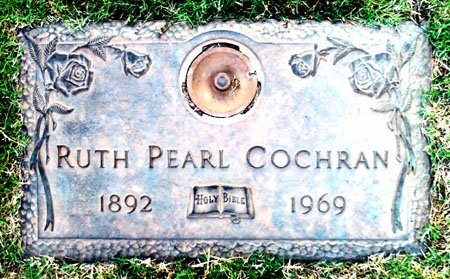 RUTH PEARL COCHRAN
1892 HOLY BIBLE 1969